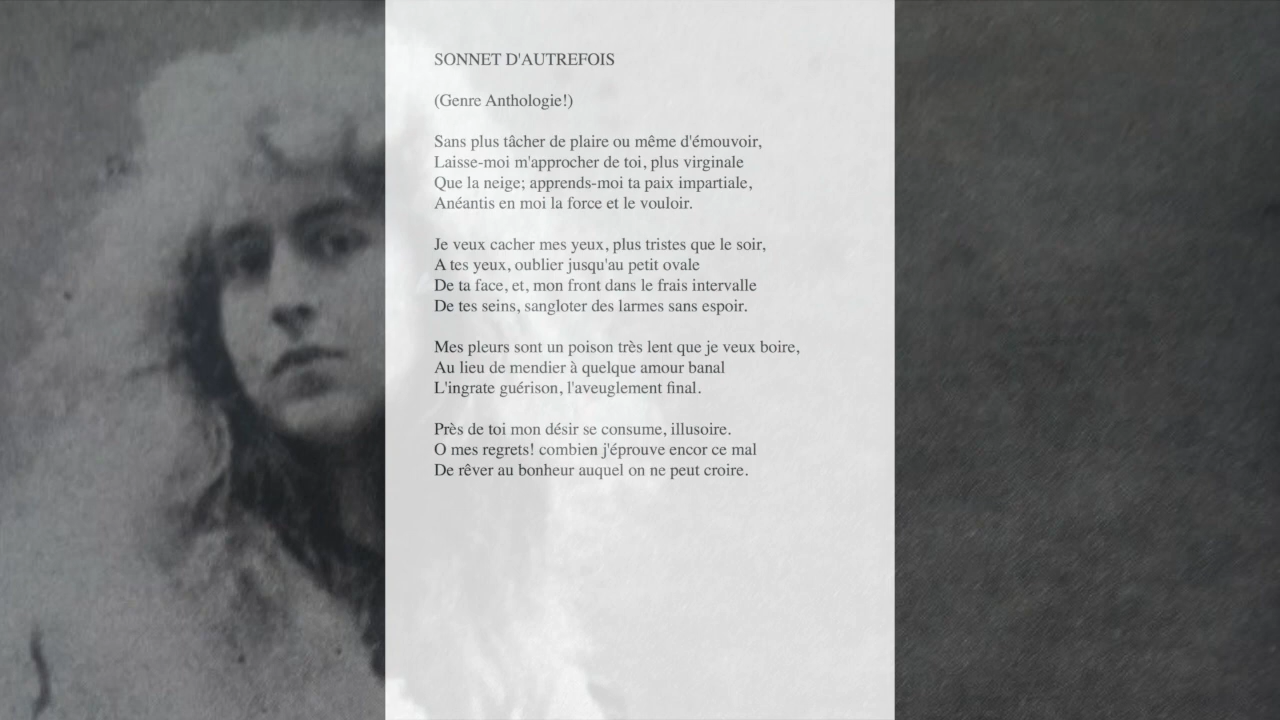 SONNET D'AUTREFOIS
(Genre Anthologie!)
Sans plus tâcher de plaire ou même d'émouvoir,
Laisse-moi m'approcher de toi, plus virginale
Que la neige; apprends-moi ta paix impartiale,
Anéantis en moi la force et le vouloir.
Je veux cacher mes yeux, plus tristes que le soir,
A tes yeux, oublier jusqu'au petit ovale
De ta face, et, mon front dans le frais intervalle
De tes seins, sangloter des larmes sans espoir.
Mes pleurs sont un poison très lent que je veux boire,
Au lieu de mendier à quelque amour banal
L'ingrate guérison, l'aveuglement final.
Près de toi mon désir se consume, illusoire.
O mes regrets! combien j'éprouve encor ce mal
De rêver au bonheur auquel on ne peut croire.